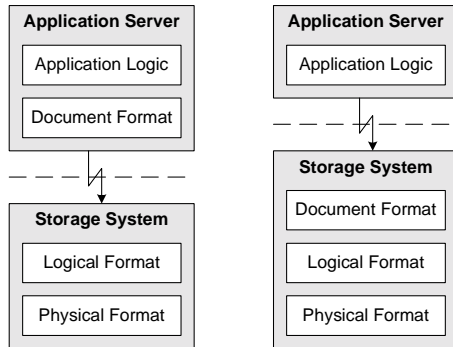 Application Server
Application Logic
Document Format
Storage System
Logical Format
Physical Format
Application Server
Application Logic
Storage System
Document Format
Logical Format
Physical Format